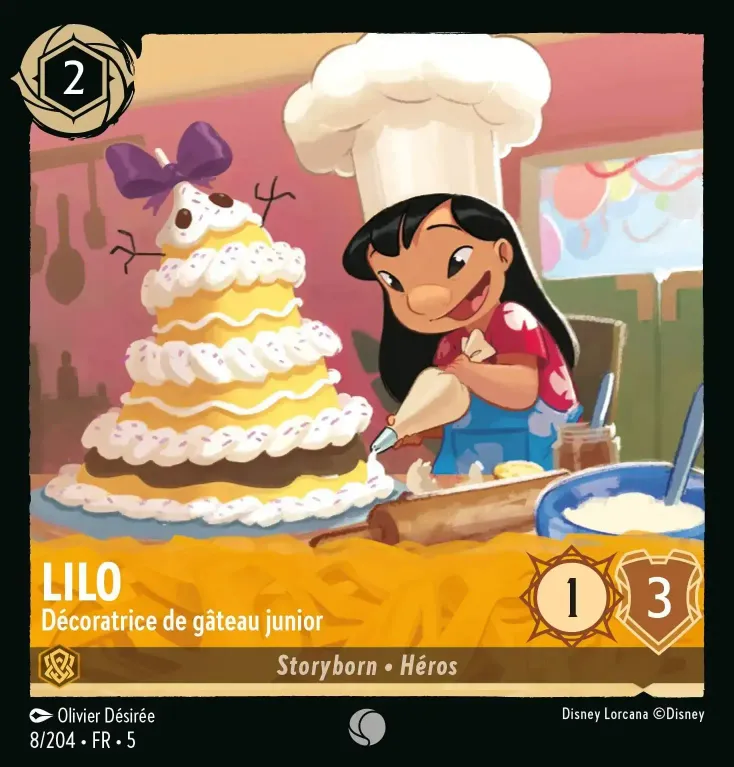 2
LILO
Décoratrice de gâteau junior
1
3
Storyborn • Héros
Olivier Désirée
Disney Lorcana ©Disney
8/204 • FR • 5